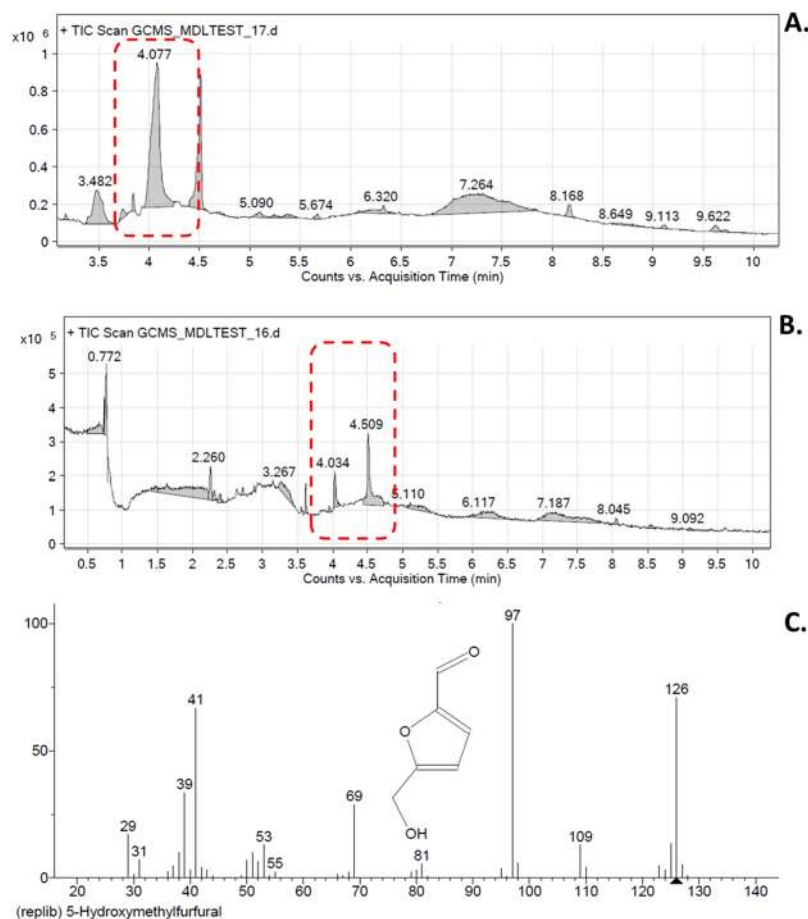 A.
+ TIC Scan GCMS_MDLTEST_17.d
x10 6
1
0.8
0.6
0.4
0.2
0
3.482
4.077
5.090
5.674
6.320
7.264
8.168
8.649
9.113
9.622
3.5 4 4.5 5 5.5 6 6.5 7 7.5 8 8.5 9 9.5 10
Counts vs. Acquisition Time (min)
B.
+ TIC Scan GCMS_MDLTEST_16.d
x10 5
5
4
3
2
1
0
0.772
2.260
3.267
4.034
4.509
5.110
6.117
7.187
8.045
9.092
0.5 1 1.5 2 2.5 3 3.5 4 4.5 5 5.5 6 6.5 7 7.5 8 8.5 9 9.5 10
Counts vs. Acquisition Time (min)
C.
100
50
0
29
31
39
41
53
55
69
81
97
109
126
O
O
OH
20 30 40 50 60 70 80 90 100 110 120 130 140
(replib) 5-Hydroxymethylfurfural